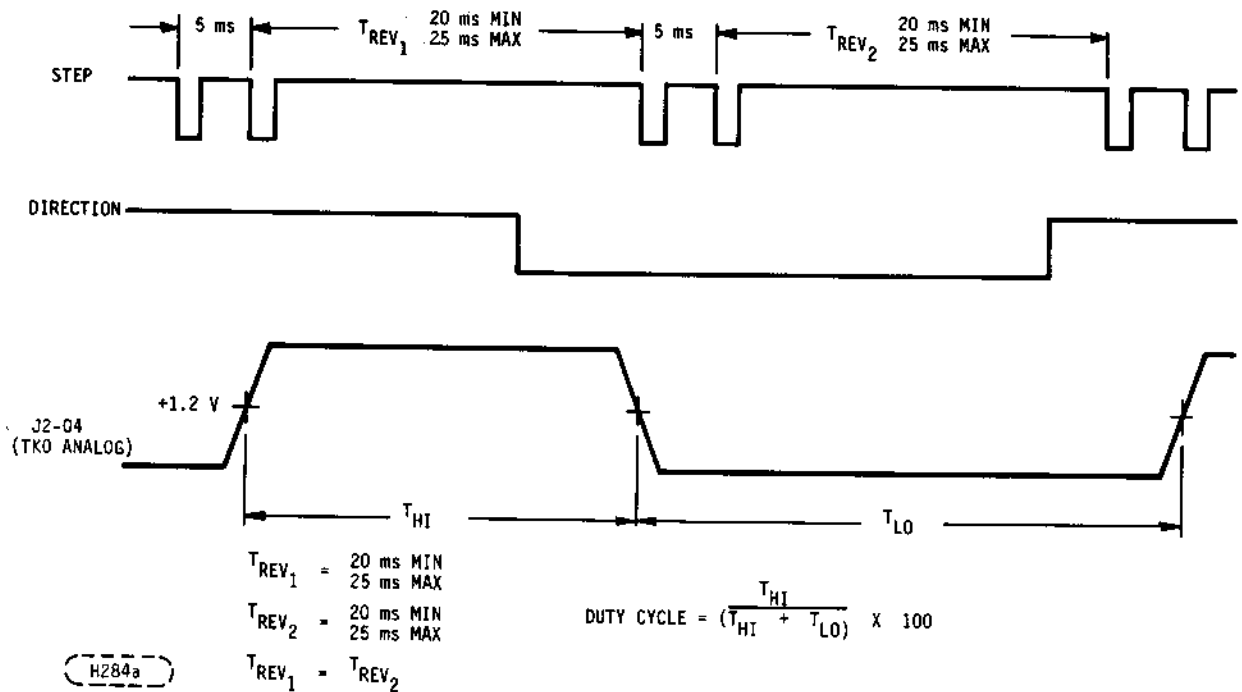 5 ms
T_REV1 20 ms MIN 25 ms MAX
5 ms
T_REV2 20 ms MIN 25 ms MAX
STEP
DIRECTION
+1.2 V
J2-04
(TKO ANALOG)
T_HI
T_LO
T_REV1 = 20 ms MIN 25 ms MAX
T_REV2 = 20 ms MIN 25 ms MAX
DUTY CYCLE = (T_HI / T_HI + T_LO) X 100
H284a
T_REV1 = T_REV2